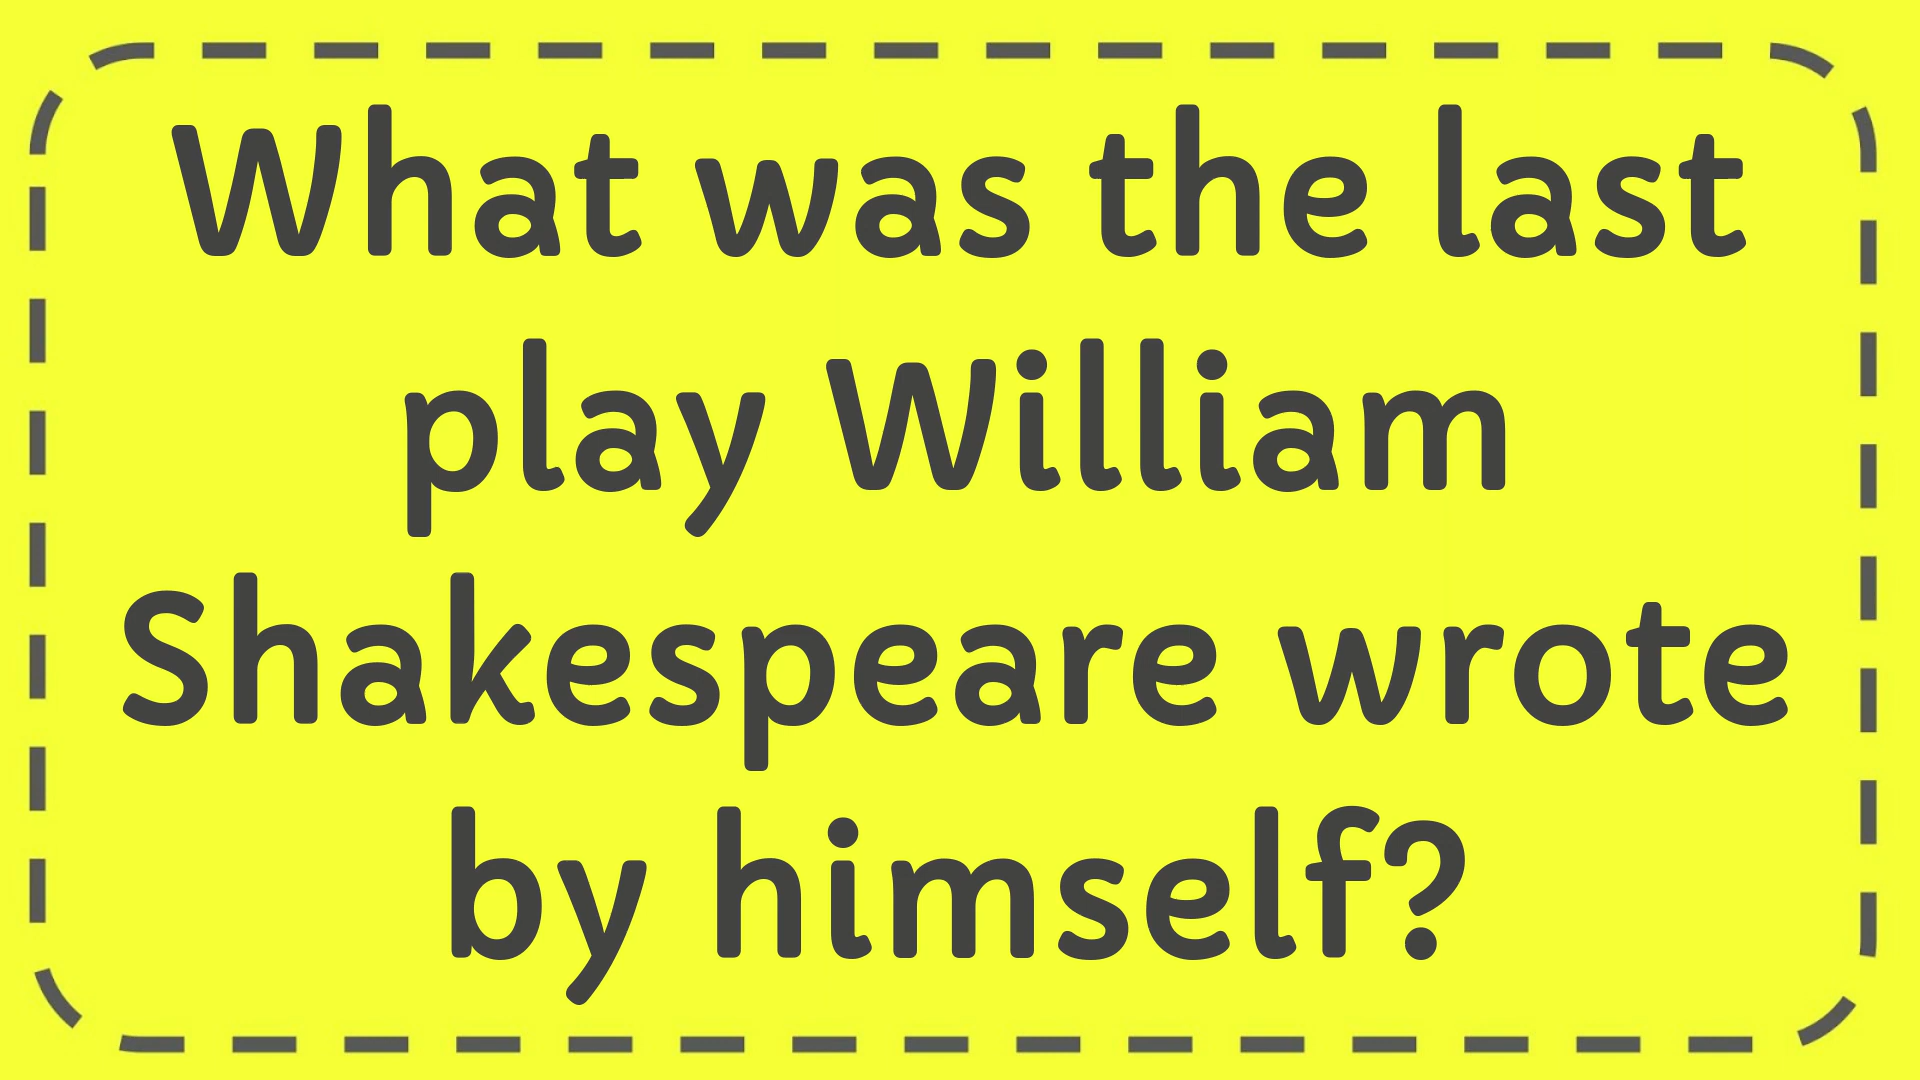 What was the last
play William
Shakespeare wrote
by himself?